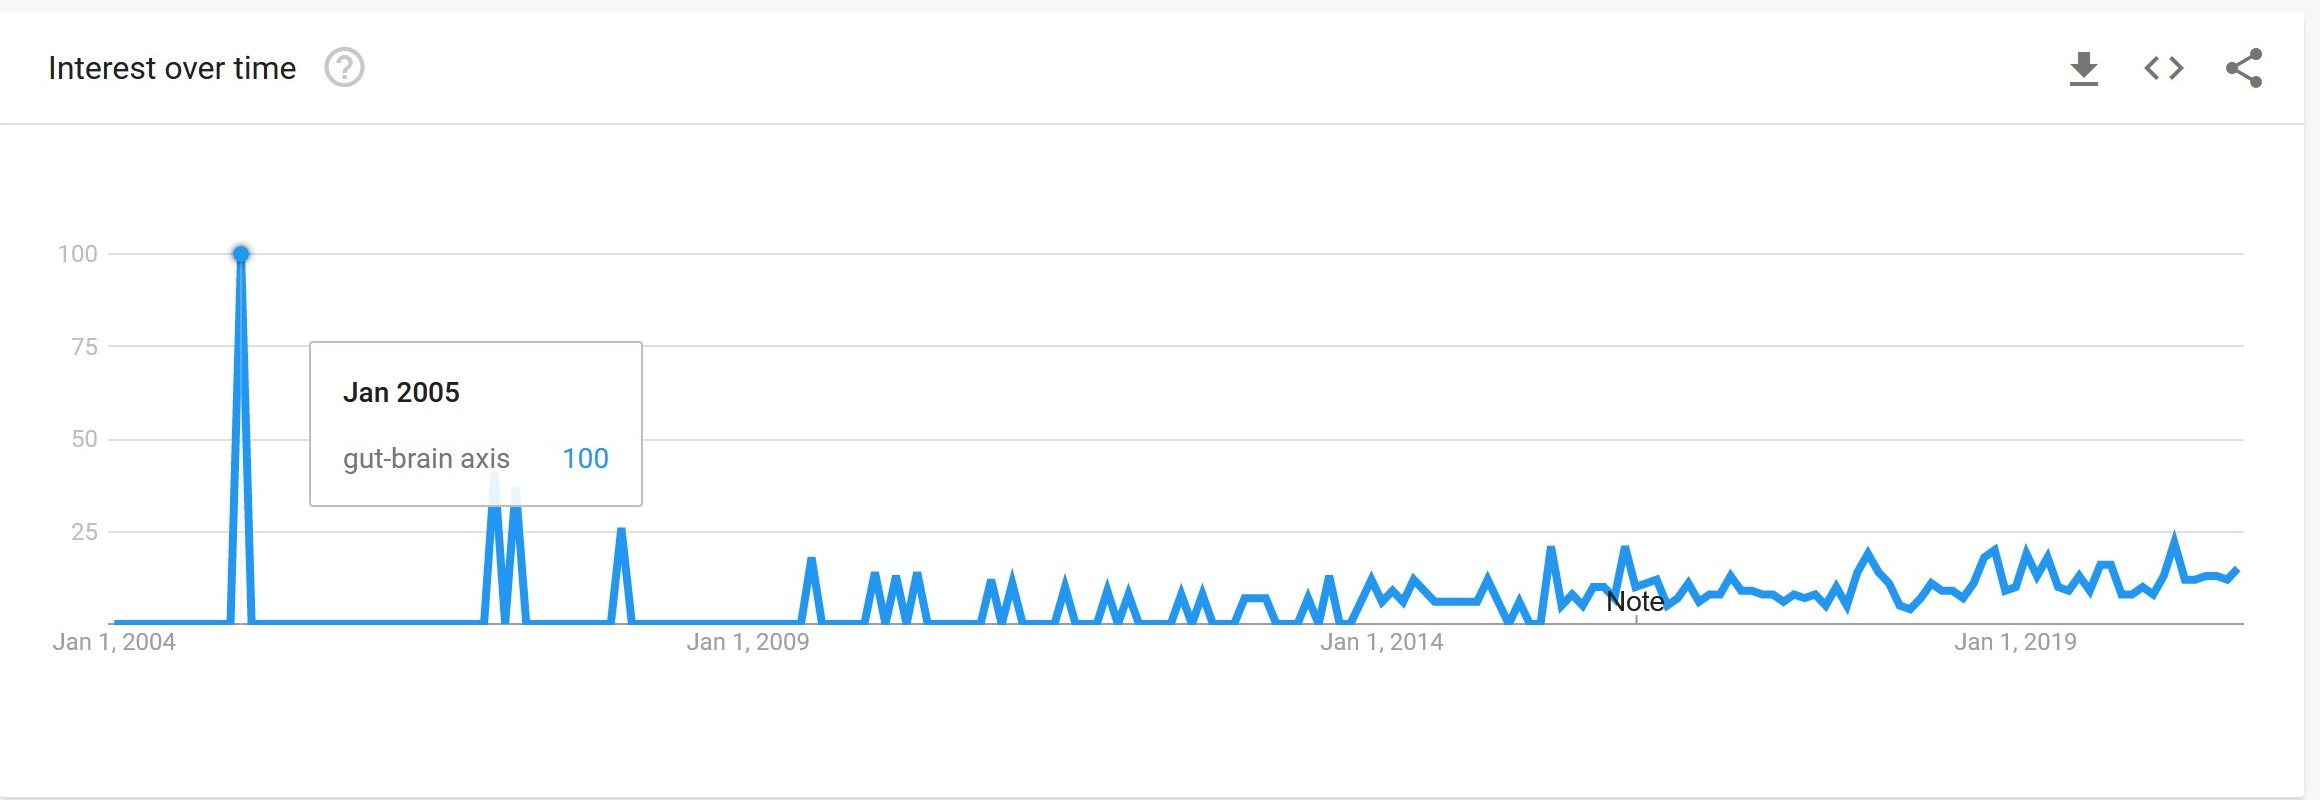 Interest over time ?
100
75
50
25
Jan 2005
gut-brain axis 100
Note
Jan 1, 2004 Jan 1, 2009 Jan 1, 2014 Jan 1, 2019